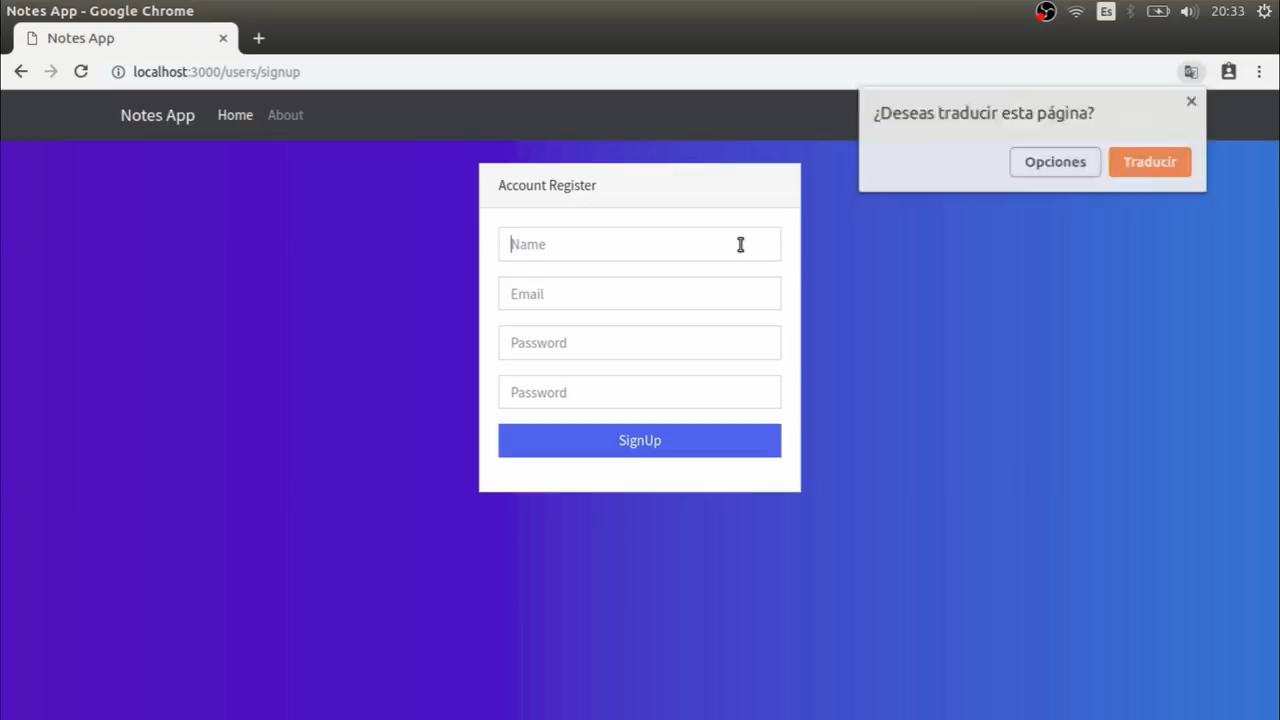 Notes App - Google Chrome
Es
20:33
Notes App
localhost:3000/users/signup
Notes App Home About
¿Deseas traducir esta página?
Opciones Traducir
Account Register
Name
Email
Password
Password
SignUp